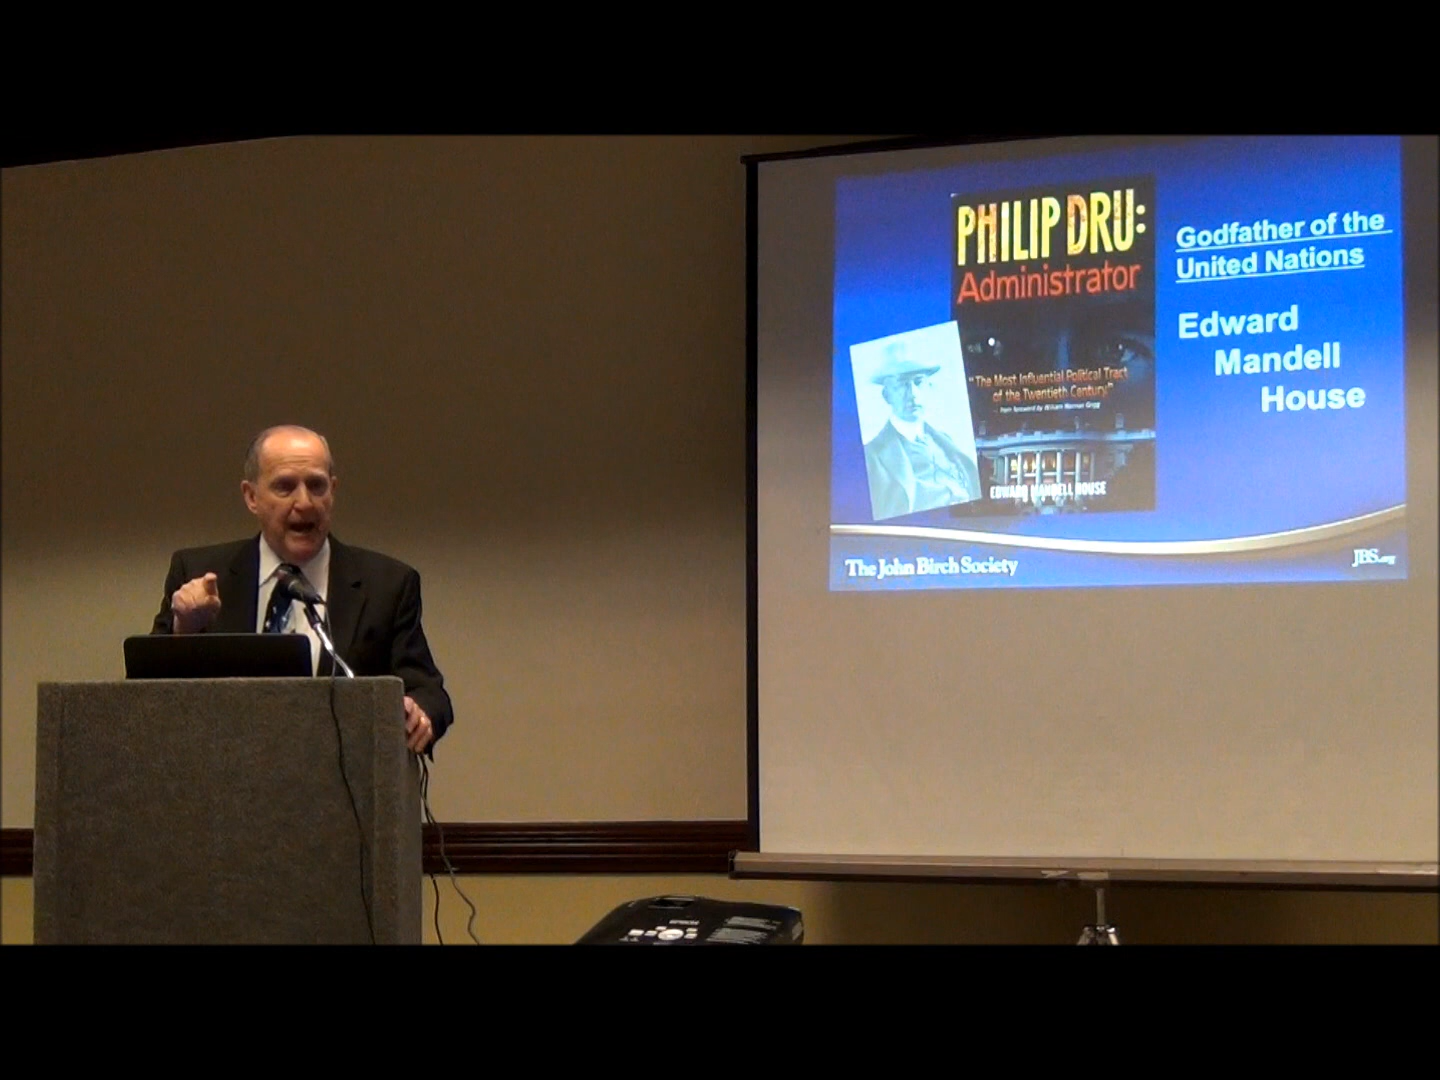 PHILIP DRU:
Administrator
"The Most Influential Political Tract
of the Twentieth Century."
EDWARD MANDELL HOUSE
Godfather of the
United Nations
Edward
Mandell
House
The John Birch Society
JBS.org